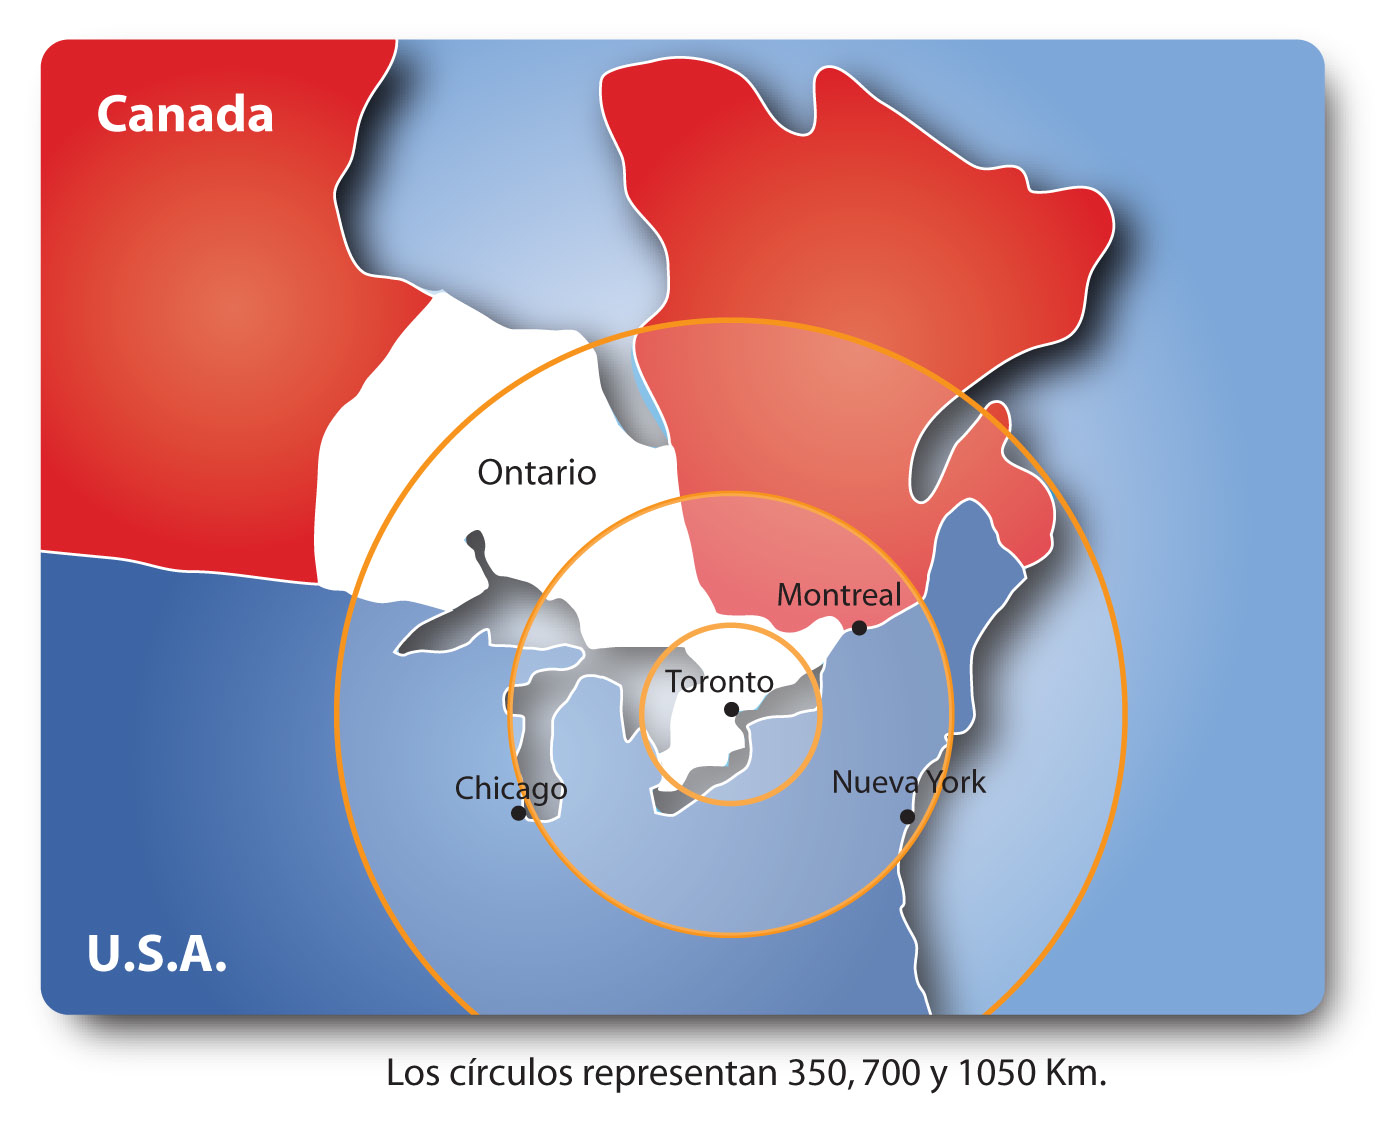 Canada
Ontario
Montreal
Toronto
Nueva York
Chicago
U.S.A.
Los círculos representan 350, 700 y 1050 Km.